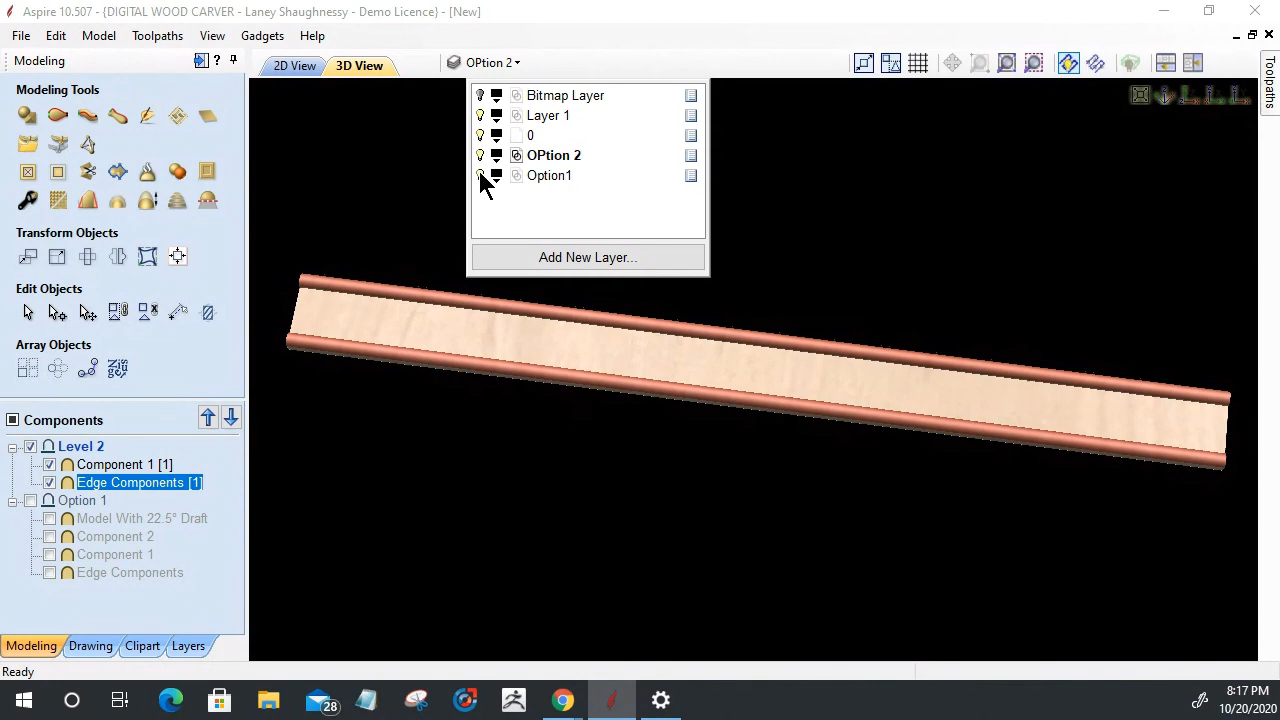 Aspire 10.507 - {DIGITAL WOOD CARVER - Laney Shaughnessy - Demo Licence} - [New]
File Edit Model Toolpaths View Gadgets Help
Modeling
2D View 3D View OPtion 2
Modeling Tools
Bitmap Layer
Layer 1
0
OPtion 2
Option1
Add New Layer...
Toolpaths
Transform Objects
Edit Objects
Array Objects
Components
Level 2
Component 1 [1]
Edge Components [1]
Option 1
Model With 22.5° Draft
Component 2
Component 1
Edge Components
Modeling Drawing Clipart Layers
Ready
28
8:17 PM
10/20/2020